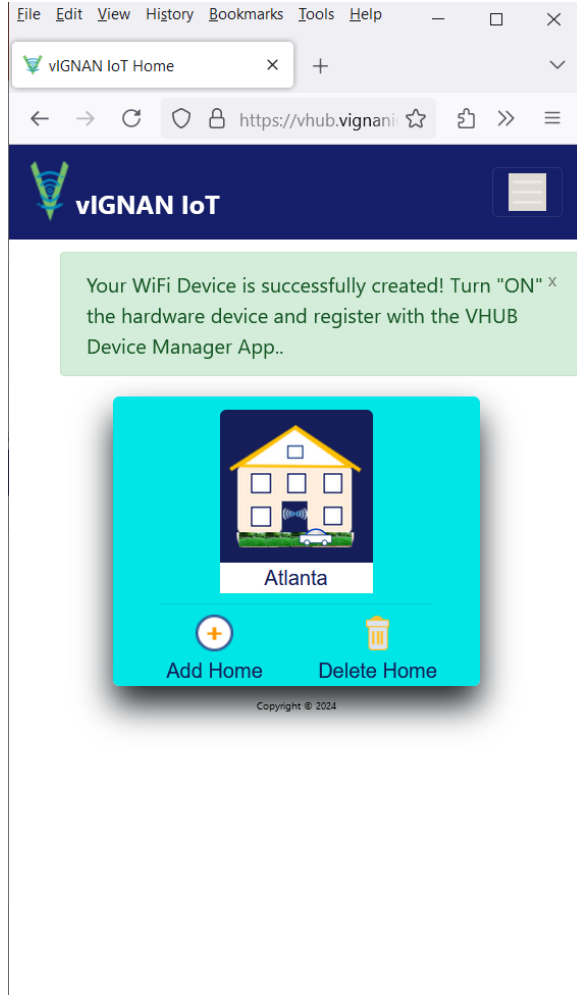 File Edit View History Bookmarks Tools Help
vIGNAN IoT Home
https://vhub.vignani
vIGNAN IoT
Your WiFi Device is successfully created! Turn "ON" x
the hardware device and register with the VHUB
Device Manager App..
Atlanta
Add Home Delete Home
Copyright © 2024